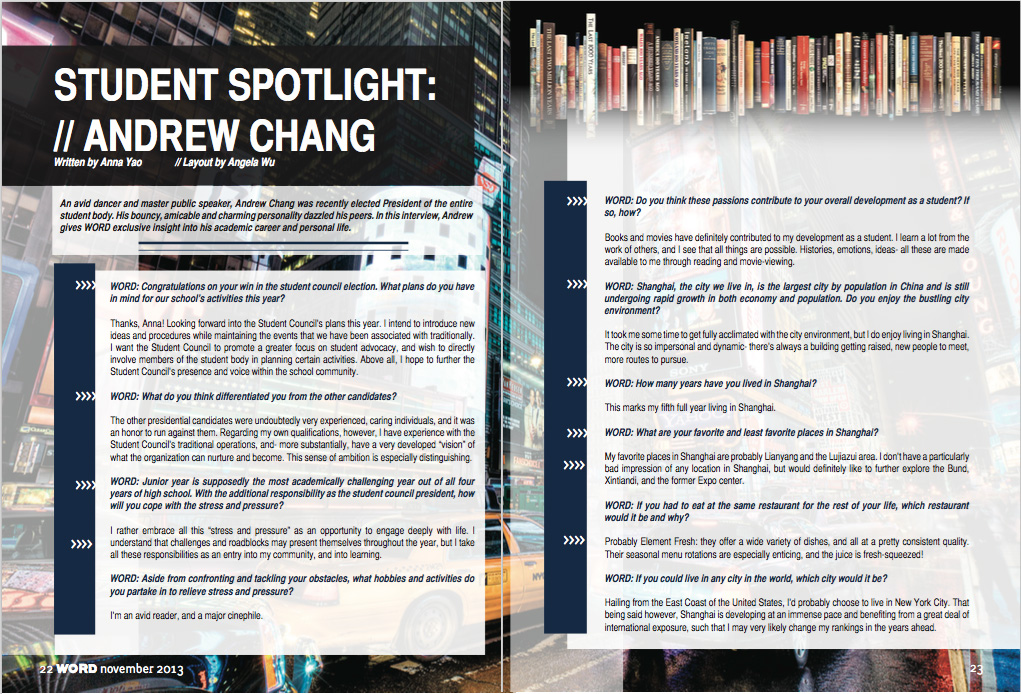 STUDENT SPOTLIGHT:
// ANDREW CHANG
Written by Anna Yao // Layout by Angela Wu
An avid dancer and master public speaker, Andrew Chang was recently elected President of the entire
student body. His bouncy, amicable and charming personality dazzled his peers. In this interview, Andrew
gives WORD exclusive insight into his academic career and personal life.
WORD: Congratulations on your win in the student council election. What plans do you have
in mind for our school's activities this year?
Thanks, Anna! Looking forward into the Student Council's plans this year. I intend to introduce new
ideas and procedures while maintaining the events that we have been associated with traditionally.
I want the Student Council to promote a greater focus on student advocacy, and wish to directly
involve members of the student body in planning certain activities. Above all, I hope to further the
Student Council's presence and voice within the school community.
WORD: What do you think differentiated you from the other candidates?
The other presidential candidates were undoubtedly very experienced, caring individuals, and it was
an honor to run against them. Regarding my own qualifications, however, I have experience with the
Student Council's traditional operations, and- more substantially, have a very developed "vision" of
what the organization can nurture and become. This sense of ambition is especially distinguishing.
WORD: Junior year is supposedly the most academically challenging year out of all four
years of high school. With the additional responsibility as the student council president, how
will you cope with the stress and pressure?
I rather embrace all this "stress and pressure" as an opportunity to engage deeply with life. I
understand that challenges and roadblocks may present themselves throughout the year, but I take
all these responsibilities as an entry into my community, and into learning.
WORD: Aside from confronting and tackling your obstacles, what hobbies and activities do
you partake in to relieve stress and pressure?
I'm an avid reader, and a major cinephile.
22 WORD november 2013
THE LAST TWO MILLION YEARS
THE LAST 1000 YEARS
WORD: Do you think these passions contribute to your overall development as a student? If
so, how?
Books and movies have definitely contributed to my development as a student. I learn a lot from the
work of others, and I see that all things are possible. Histories, emotions, ideas- all these are made
available to me through reading and movie-viewing.
WORD: Shanghai, the city we live in, is the largest city by population in China and is still
undergoing rapid growth in both economy and population. Do you enjoy the bustling city
environment?
It took me some time to get fully acclimated with the city environment, but I do enjoy living in Shanghai.
The city is so impersonal and dynamic- there's always a building getting raised, new people to meet,
more routes to pursue.
WORD: How many years have you lived in Shanghai?
This marks my fifth full year living in Shanghai.
WORD: What are your favorite and least favorite places in Shanghai?
My favorite places in Shanghai are probably Lianyang and the Lujiazui area. I don't have a particularly
bad impression of any location in Shanghai, but would definitely like to further explore the Bund,
Xintiandi, and the former Expo center.
WORD: If you had to eat at the same restaurant for the rest of your life, which restaurant
would it be and why?
Probably Element Fresh: they offer a wide variety of dishes, and all at a pretty consistent quality.
Their seasonal menu rotations are especially enticing, and the juice is fresh-squeezed!
WORD: If you could live in any city in the world, which city would it be?
Hailing from the East Coast of the United States, I'd probably choose to live in New York City. That
being said however, Shanghai is developing at an immense pace and benefiting from a great deal of
international exposure, such that I may very likely change my rankings in the years ahead.
23